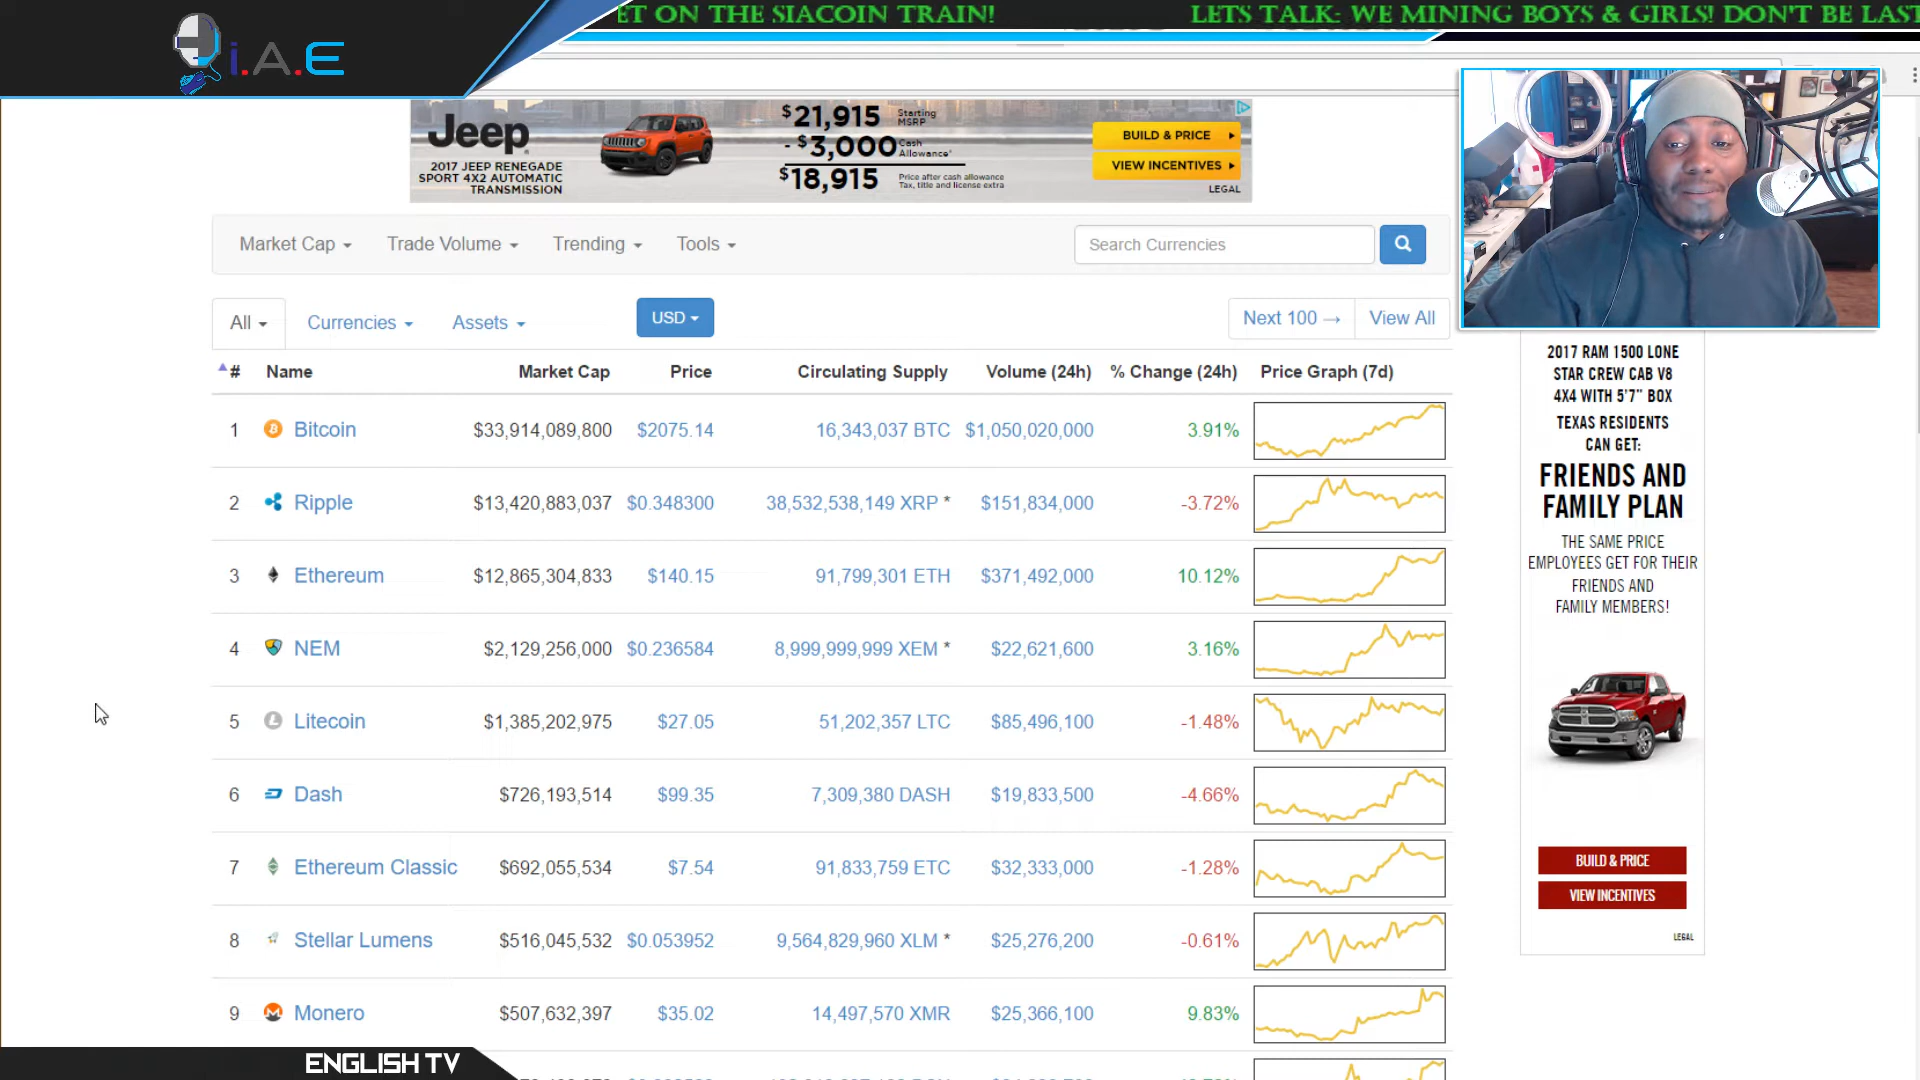 ET ON THE SIACOIN TRAIN!
LETS TALK: WE MINING BOYS & GIRLS! DON'T BE LAST
i.A.E
Jeep
2017 JEEP RENEGADE
SPORT 4X2 AUTOMATIC
TRANSMISSION
$21,915 Starting MSRP
- $3,000 Cash Allowance*
$18,915 Price after cash allowance
Tax, title and license extra
BUILD & PRICE
VIEW INCENTIVES
LEGAL
Market Cap Trade Volume Trending Tools Search Currencies
All Currencies Assets USD Next 100 → View All
# Name Market Cap Price Circulating Supply Volume (24h) % Change (24h) Price Graph (7d)
1 Bitcoin $33,914,089,800 $2075.14 16,343,037 BTC $1,050,020,000 3.91%
2 Ripple $13,420,883,037 $0.348300 38,532,538,149 XRP * $151,834,000 -3.72%
3 Ethereum $12,865,304,833 $140.15 91,799,301 ETH $371,492,000 10.12%
4 NEM $2,129,256,000 $0.236584 8,999,999,999 XEM * $22,621,600 3.16%
5 Litecoin $1,385,202,975 $27.05 51,202,357 LTC $85,496,100 -1.48%
6 Dash $726,193,514 $99.35 7,309,380 DASH $19,833,500 -4.66%
7 Ethereum Classic $692,055,534 $7.54 91,833,759 ETC $32,333,000 -1.28%
8 Stellar Lumens $516,045,532 $0.053952 9,564,829,960 XLM * $25,276,200 -0.61%
9 Monero $507,632,397 $35.02 14,497,570 XMR $25,366,100 9.83%
2017 RAM 1500 LONE
STAR CREW CAB V8
4X4 WITH 5'7" BOX
TEXAS RESIDENTS
CAN GET:
FRIENDS AND
FAMILY PLAN
THE SAME PRICE
EMPLOYEES GET FOR THEIR
FRIENDS AND
FAMILY MEMBERS!
BUILD & PRICE
VIEW INCENTIVES
LEGAL
ENGLISH TV